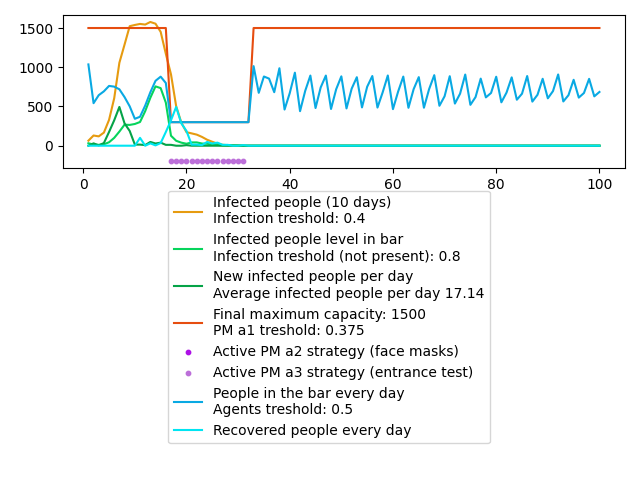 1500
1000
500
0
0 20 40 60 80 100
Infected people (10 days)
Infection treshold: 0.4
Infected people level in bar
Infection treshold (not present): 0.8
New infected people per day
Average infected people per day 17.14
Final maximum capacity: 1500
PM a1 treshold: 0.375
Active PM a2 strategy (face masks)
Active PM a3 strategy (entrance test)
People in the bar every day
Agents treshold: 0.5
Recovered people every day